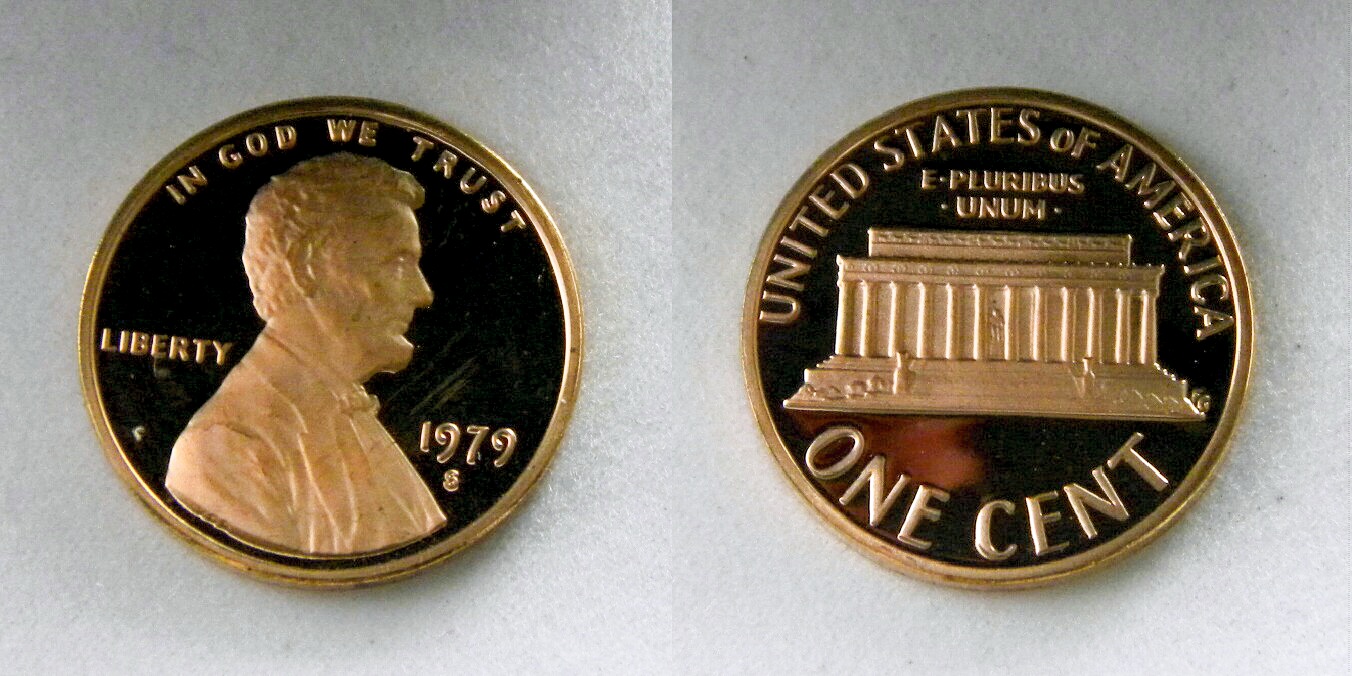 IN GOD WE TRUST
LIBERTY
1979
S
UNITED STATES OF AMERICA
E·PLURIBUS
·UNUM·
ONE CENT